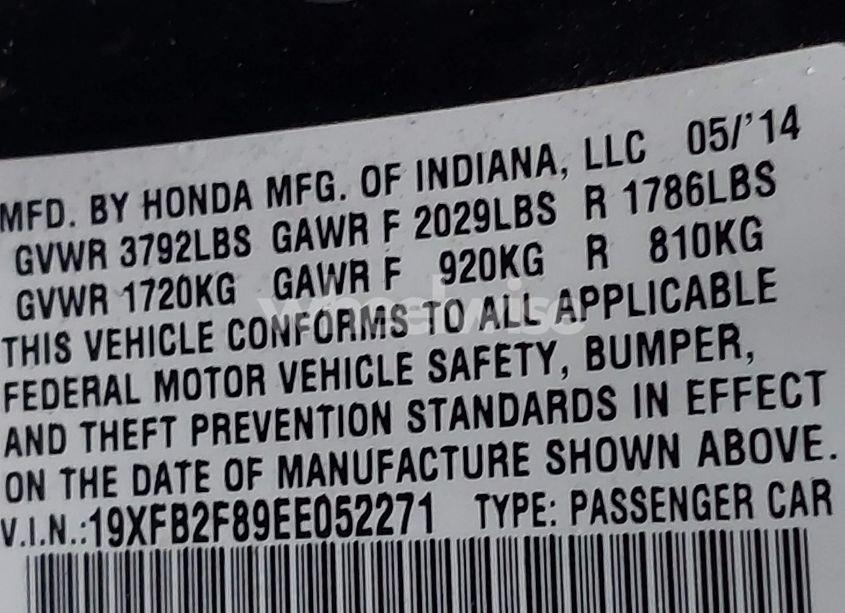 MFD. BY HONDA MFG. OF INDIANA, LLC 05/'14
GVWR 3792LBS GAWR F 2029LBS R 1786LBS
GVWR 1720KG GAWR F 920KG R 810KG
wheelwise
THIS VEHICLE CONFORMS TO ALL APPLICABLE
FEDERAL MOTOR VEHICLE SAFETY, BUMPER,
AND THEFT PREVENTION STANDARDS IN EFFECT
ON THE DATE OF MANUFACTURE SHOWN ABOVE.
V.I.N.:19XFB2F89EE052271 TYPE: PASSENGER CAR